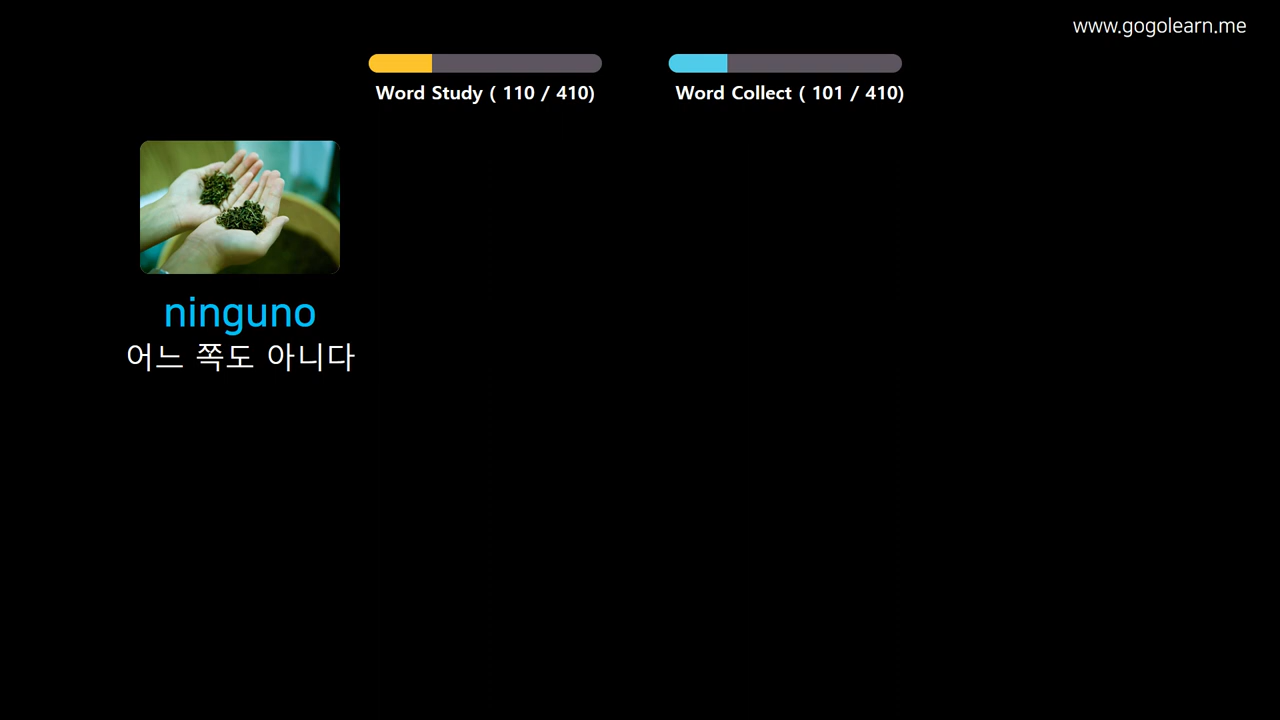 www.gogolearn.me
Word Study ( 110 / 410)
Word Collect ( 101 / 410)
ninguno
어느 쪽도 아니다